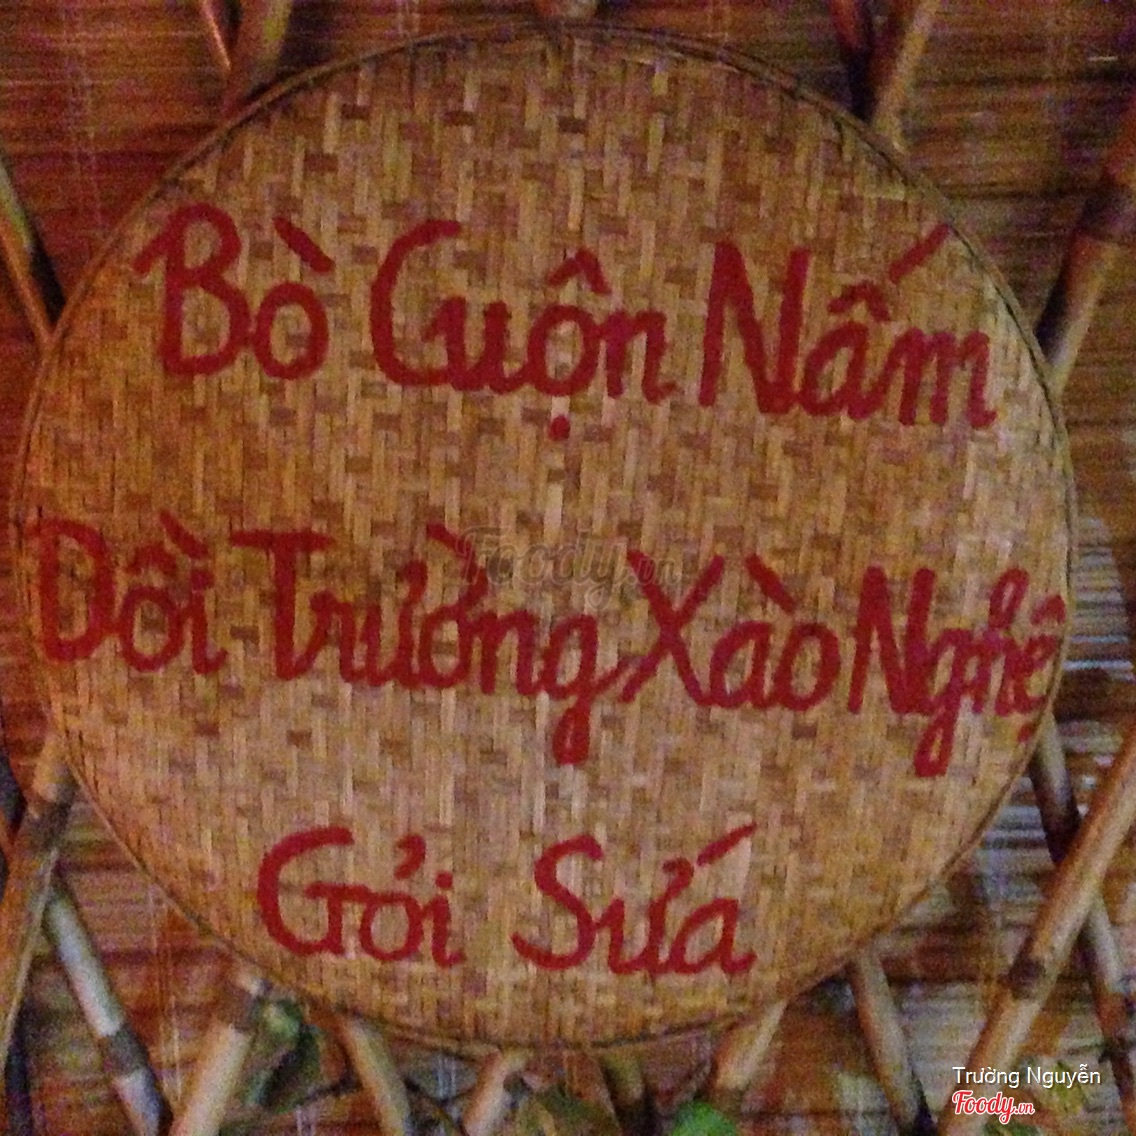 Bò Cuộn Nấm
Foody.vn
Dồi Trường Xào Nghệ
Gỏi Sứa
Trường Nguyễn
Foody.vn